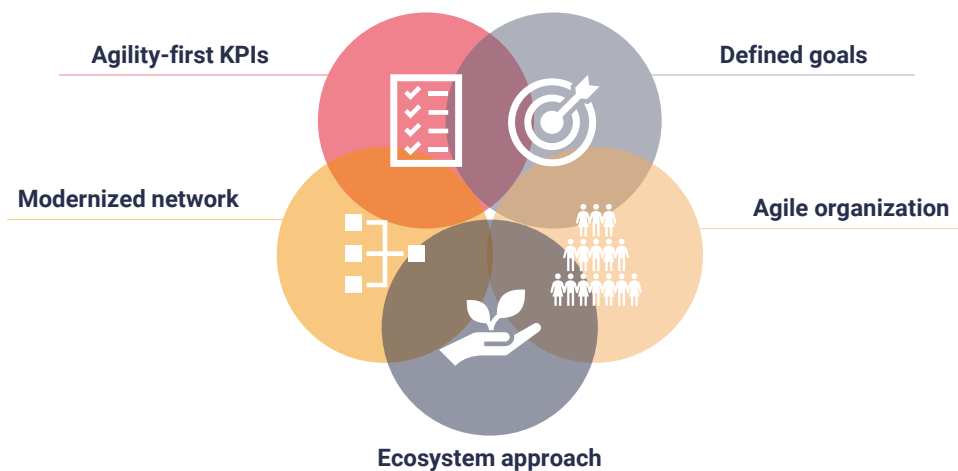 Agility-first KPIs
Defined goals
Modernized network
Agile organization
Ecosystem approach